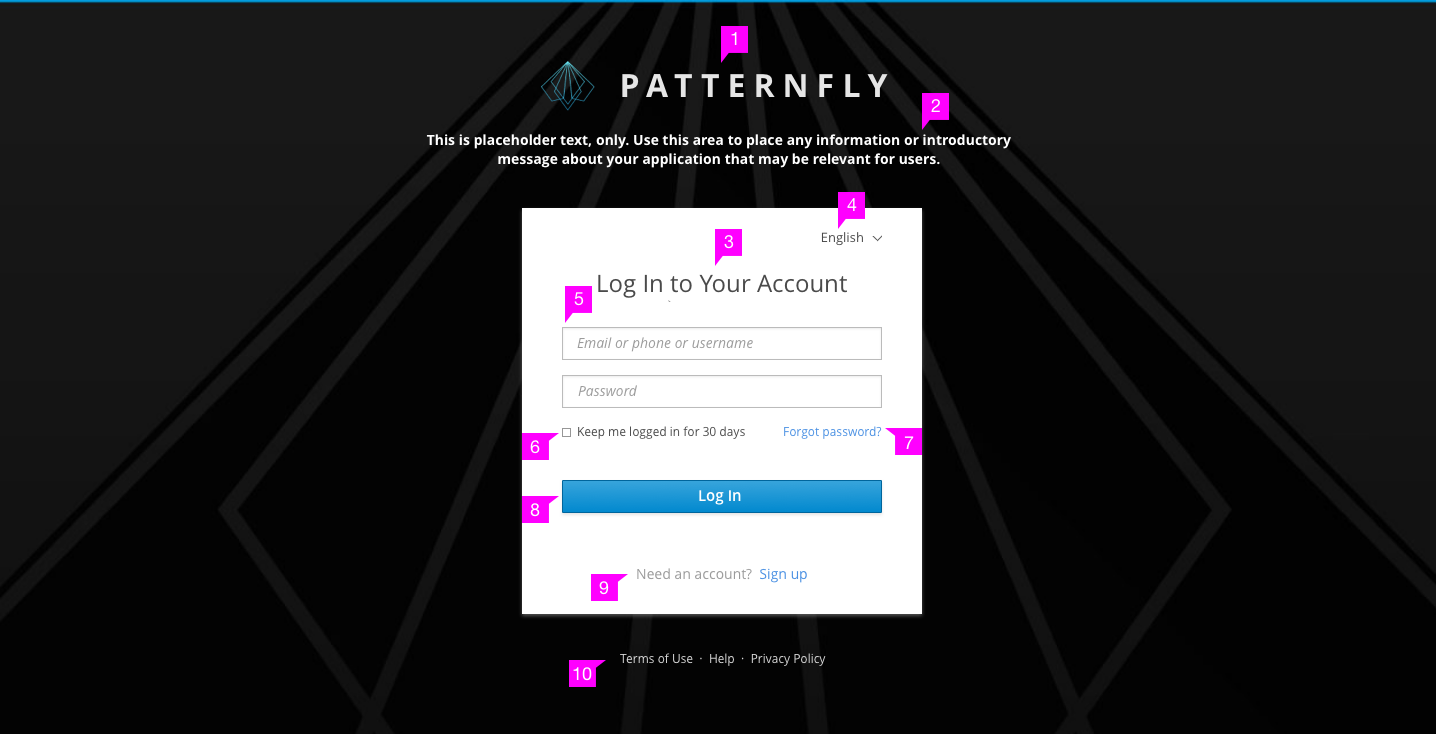 1
PATTERNFLY
2
This is placeholder text, only. Use this area to place any information or introductory
message about your application that may be relevant for users.
4
English
3
Log In to Your Account
5
Email or phone or username
Password
6
Keep me logged in for 30 days
Forgot password?
7
8
Log In
9
Need an account? Sign up
10
Terms of Use · Help · Privacy Policy